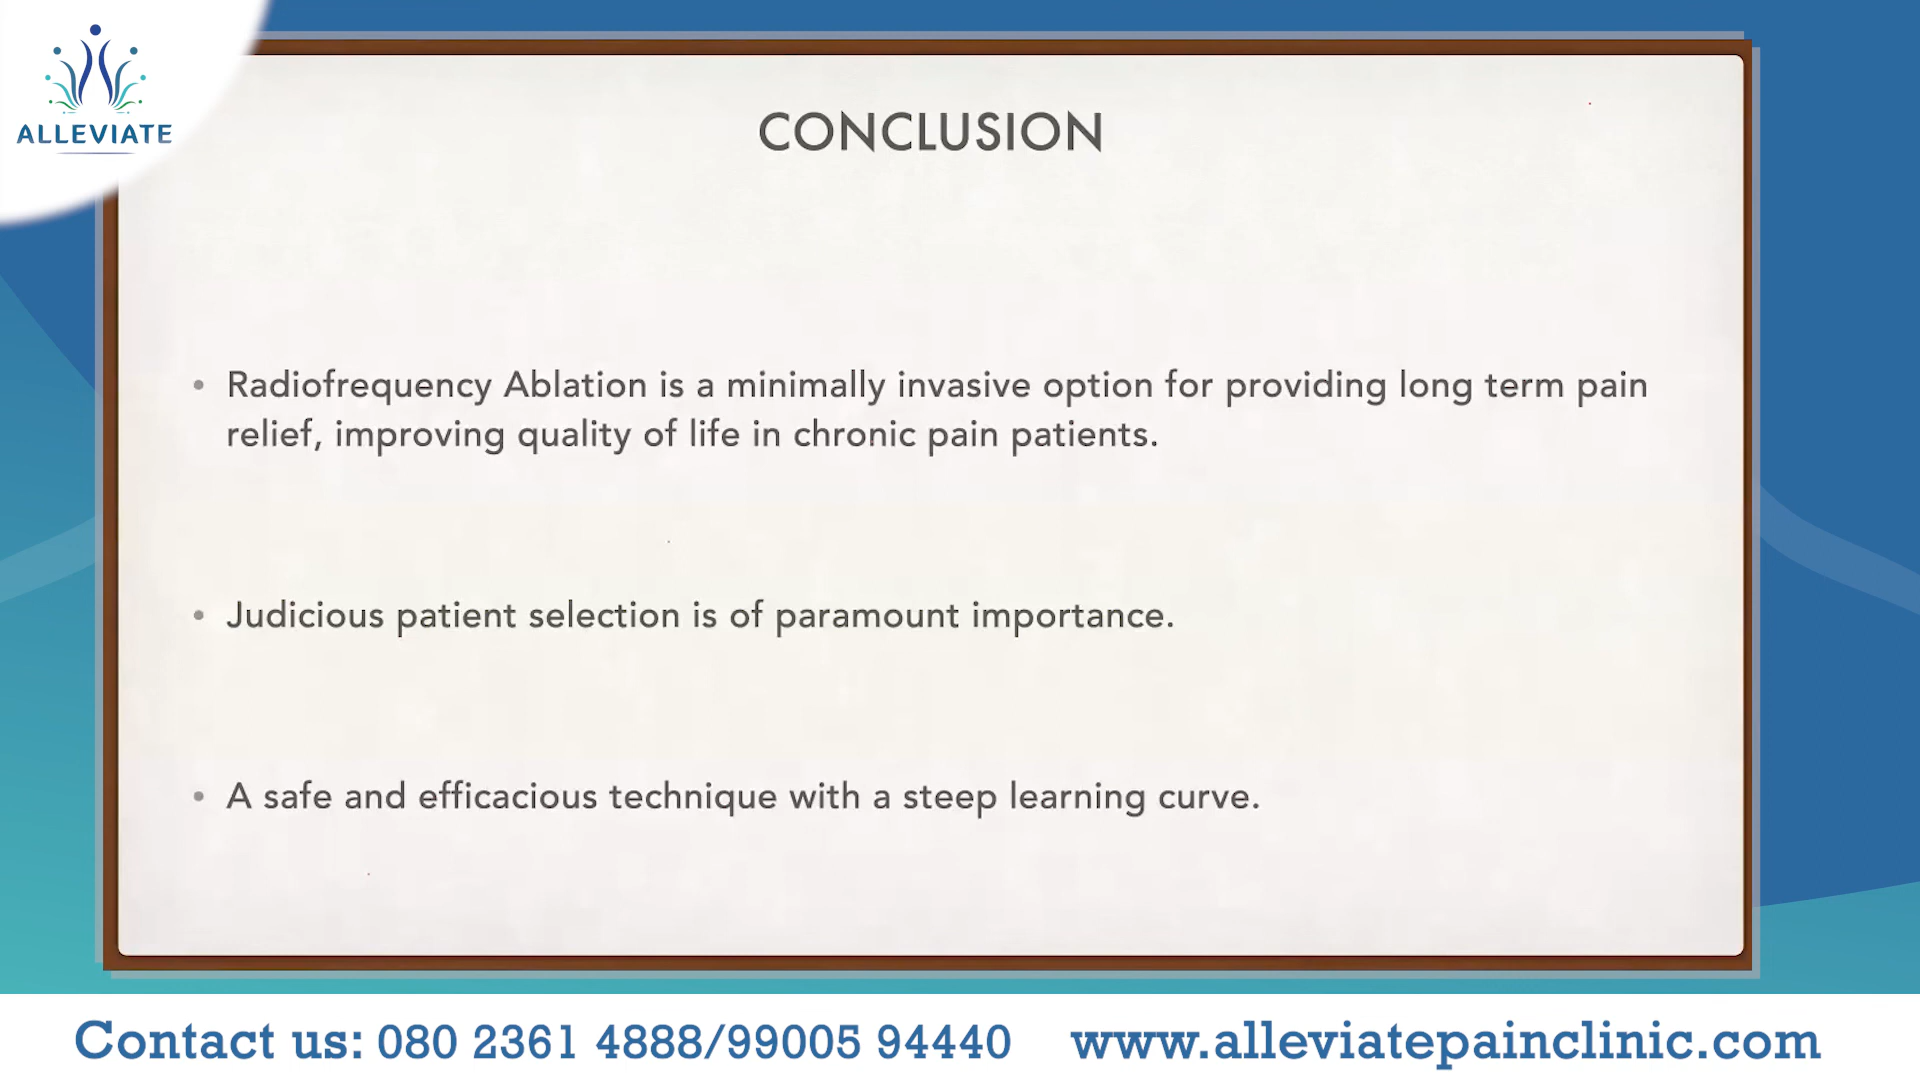 ALLEVIATE
CONCLUSION
• Radiofrequency Ablation is a minimally invasive option for providing long term pain
relief, improving quality of life in chronic pain patients.
• Judicious patient selection is of paramount importance.
• A safe and efficacious technique with a steep learning curve.
Contact us: 080 2361 4888/99005 94440 www.alleviatepainclinic.com